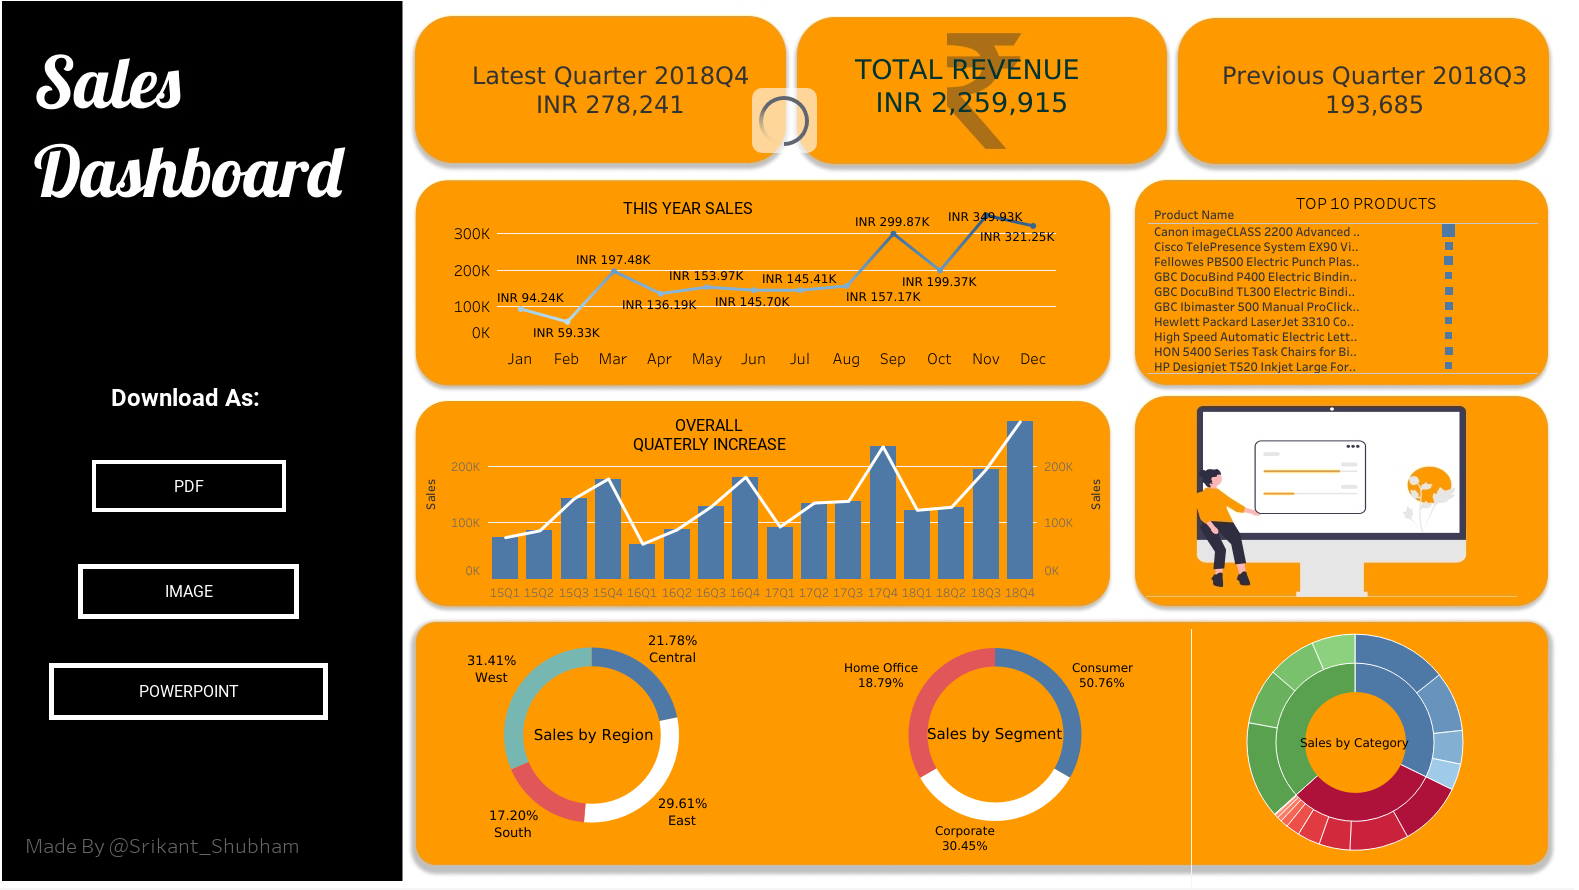 Sales
Dashboard
Download As:
PDF
IMAGE
POWERPOINT
Made By @Srikant_Shubham
Latest Quarter 2018Q4
INR 278,241
₹
TOTAL REVENUE
INR 2,259,915
Previous Quarter 2018Q3
193,685
THIS YEAR SALES
300K
200K
100K
0K
INR 94.24K
INR 59.33K
INR 197.48K
INR 136.19K
INR 153.97K
INR 145.70K
INR 145.41K
INR 157.17K
INR 299.87K
INR 199.37K
INR 349.93K
INR 321.25K
Jan Feb Mar Apr May Jun Jul Aug Sep Oct Nov Dec
TOP 10 PRODUCTS
Product Name
Canon imageCLASS 2200 Advanced ..
Cisco TelePresence System EX90 Vi..
Fellowes PB500 Electric Punch Plas..
GBC DocuBind P400 Electric Bindin..
GBC DocuBind TL300 Electric Bindi..
GBC Ibimaster 500 Manual ProClick..
Hewlett Packard LaserJet 3310 Co..
High Speed Automatic Electric Lett..
HON 5400 Series Task Chairs for Bi..
HP Designjet T520 Inkjet Large For..
OVERALL
QUATERLY INCREASE
Sales
200K
100K
0K
200K
100K
0K
Sales
15Q1 15Q2 15Q3 15Q4 16Q1 16Q2 16Q3 16Q4 17Q1 17Q2 17Q3 17Q4 18Q1 18Q2 18Q3 18Q4
21.78%
Central
31.41%
West
Sales by Region
29.61%
East
17.20%
South
Home Office
18.79%
Consumer
50.76%
Sales by Segment
Corporate
30.45%
Sales by Category